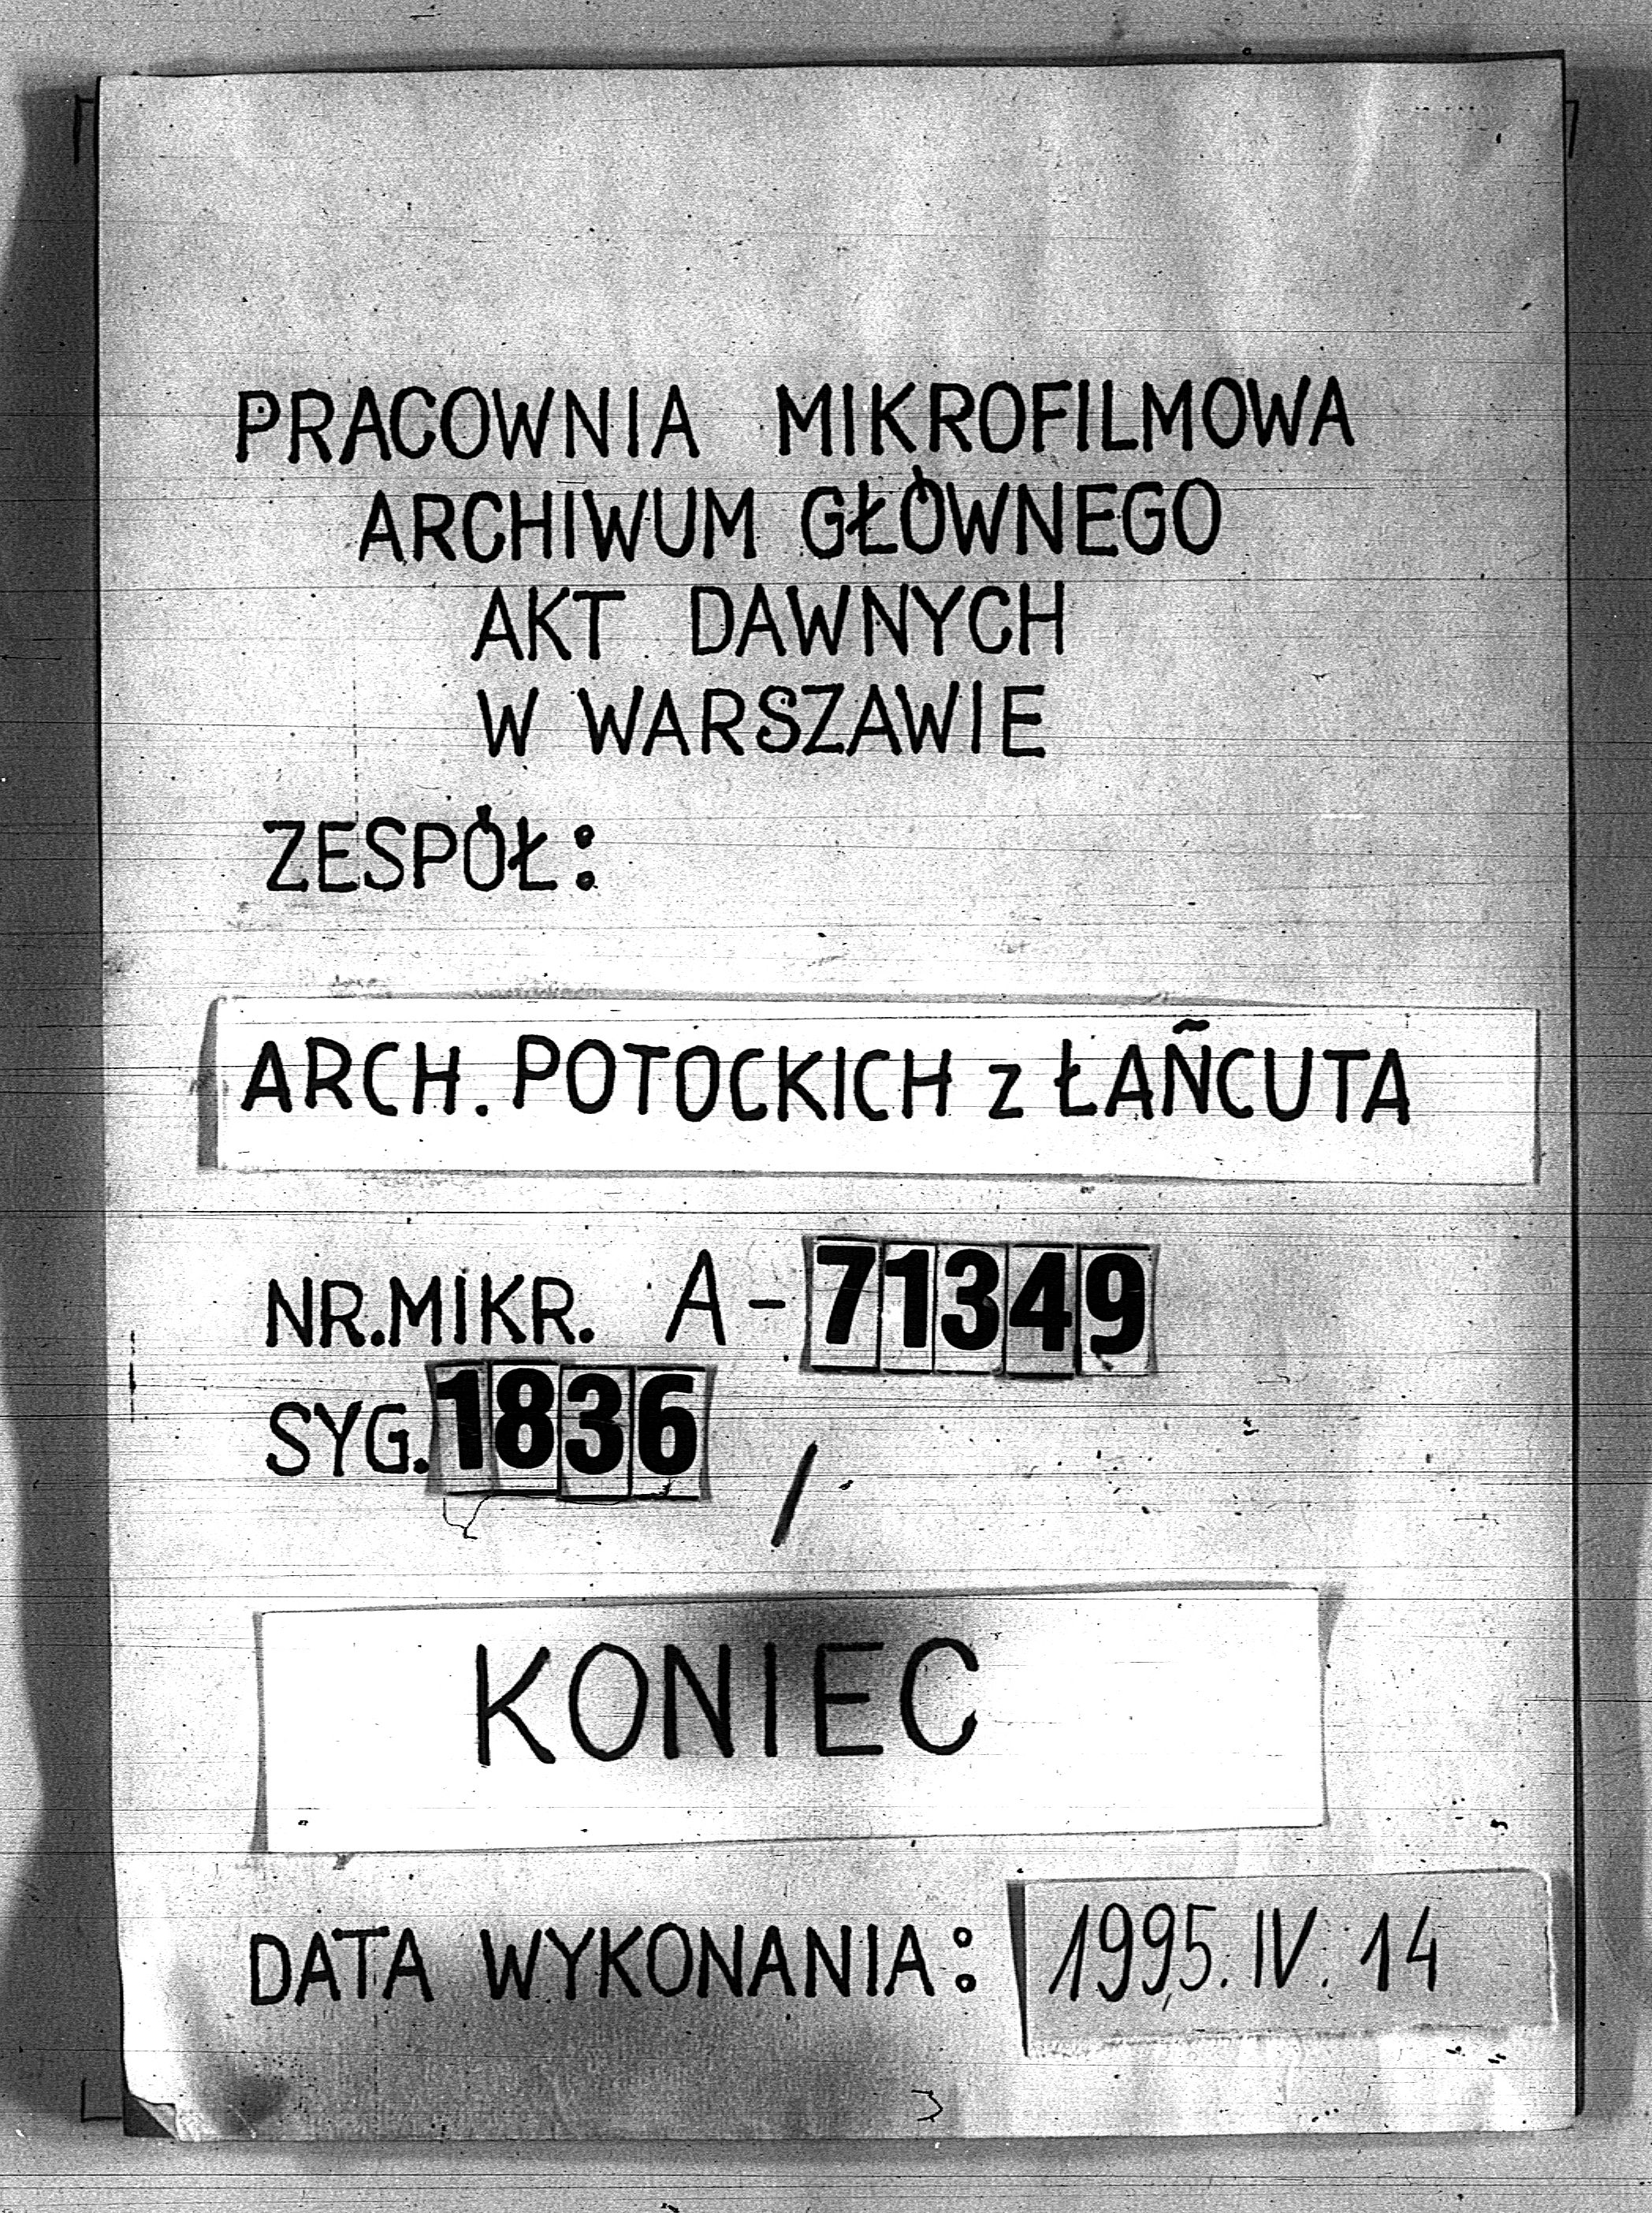 PRACOWNIA MIKROFILMOWA
ARCHIWUM GŁÓWNEGO
AKT DAWNYCH
W WARSZAWIE
ZESPÓŁ:
ARCH. POTOCKICH z ŁAŃCUTA
NR.MIKR. A-71349
SYG. 1836 /
KONIEC
DATA WYKONANIA: 1995. IV. 14